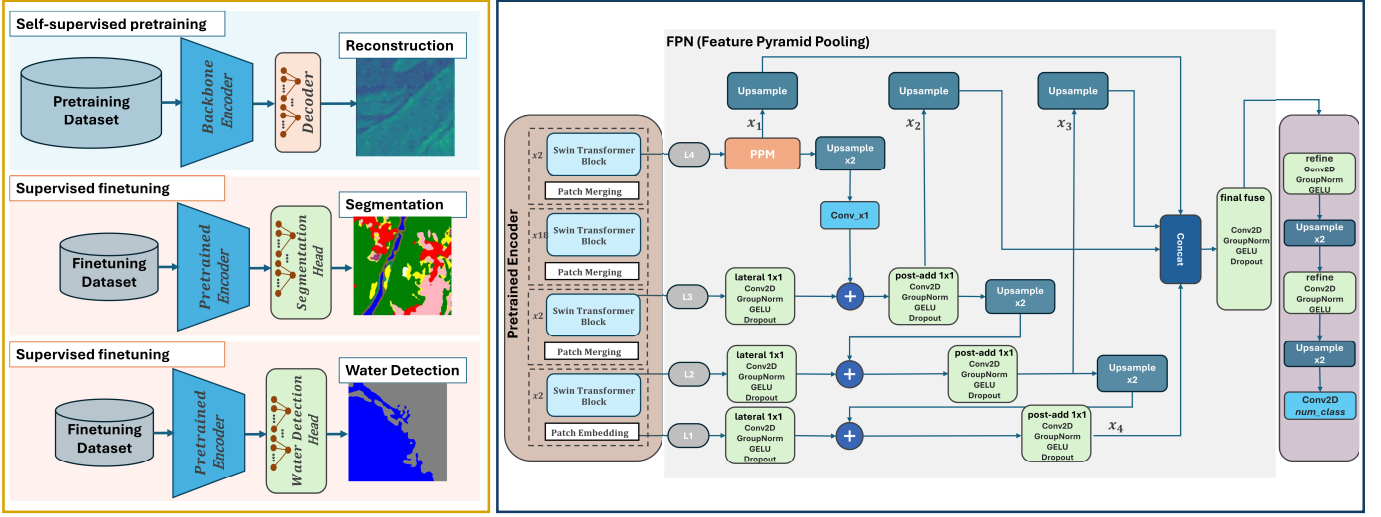 Self-supervised pretraining
Pretraining
Dataset
Backbone
Encoder
Decoder
Reconstruction
Supervised finetuning
Finetuning
Dataset
Pretrained
Encoder
Segmentation
Head
Segmentation
Supervised finetuning
Finetuning
Dataset
Pretrained
Encoder
Water Detection
Head
Water Detection
Pretrained Encoder
x2
Swin Transformer
Block
Patch Merging
x18
Swin Transformer
Block
Patch Merging
x2
Swin Transformer
Block
Patch Merging
x2
Swin Transformer
Block
Patch Embedding
FPN (Feature Pyramid Pooling)
L4
PPM
x1
Upsample
Upsample
x2
Conv_x1
Upsample
x2
Upsample
x3
L3
lateral 1x1
Conv2D
GroupNorm
GELU
Dropout
+
post-add 1x1
Conv2D
GroupNorm
GELU
Dropout
Upsample
x2
L2
lateral 1x1
Conv2D
GroupNorm
GELU
Dropout
+
post-add 1x1
Conv2D
GroupNorm
GELU
Dropout
Upsample
x2
L1
lateral 1x1
Conv2D
GroupNorm
GELU
Dropout
+
post-add 1x1
Conv2D
GroupNorm
GELU
Dropout
x4
Concat
final fuse
Conv2D
GroupNorm
GELU
Dropout
refine
Conv2D
GroupNorm
GELU
Upsample
x2
refine
Conv2D
GroupNorm
GELU
Upsample
x2
Conv2D
num_class